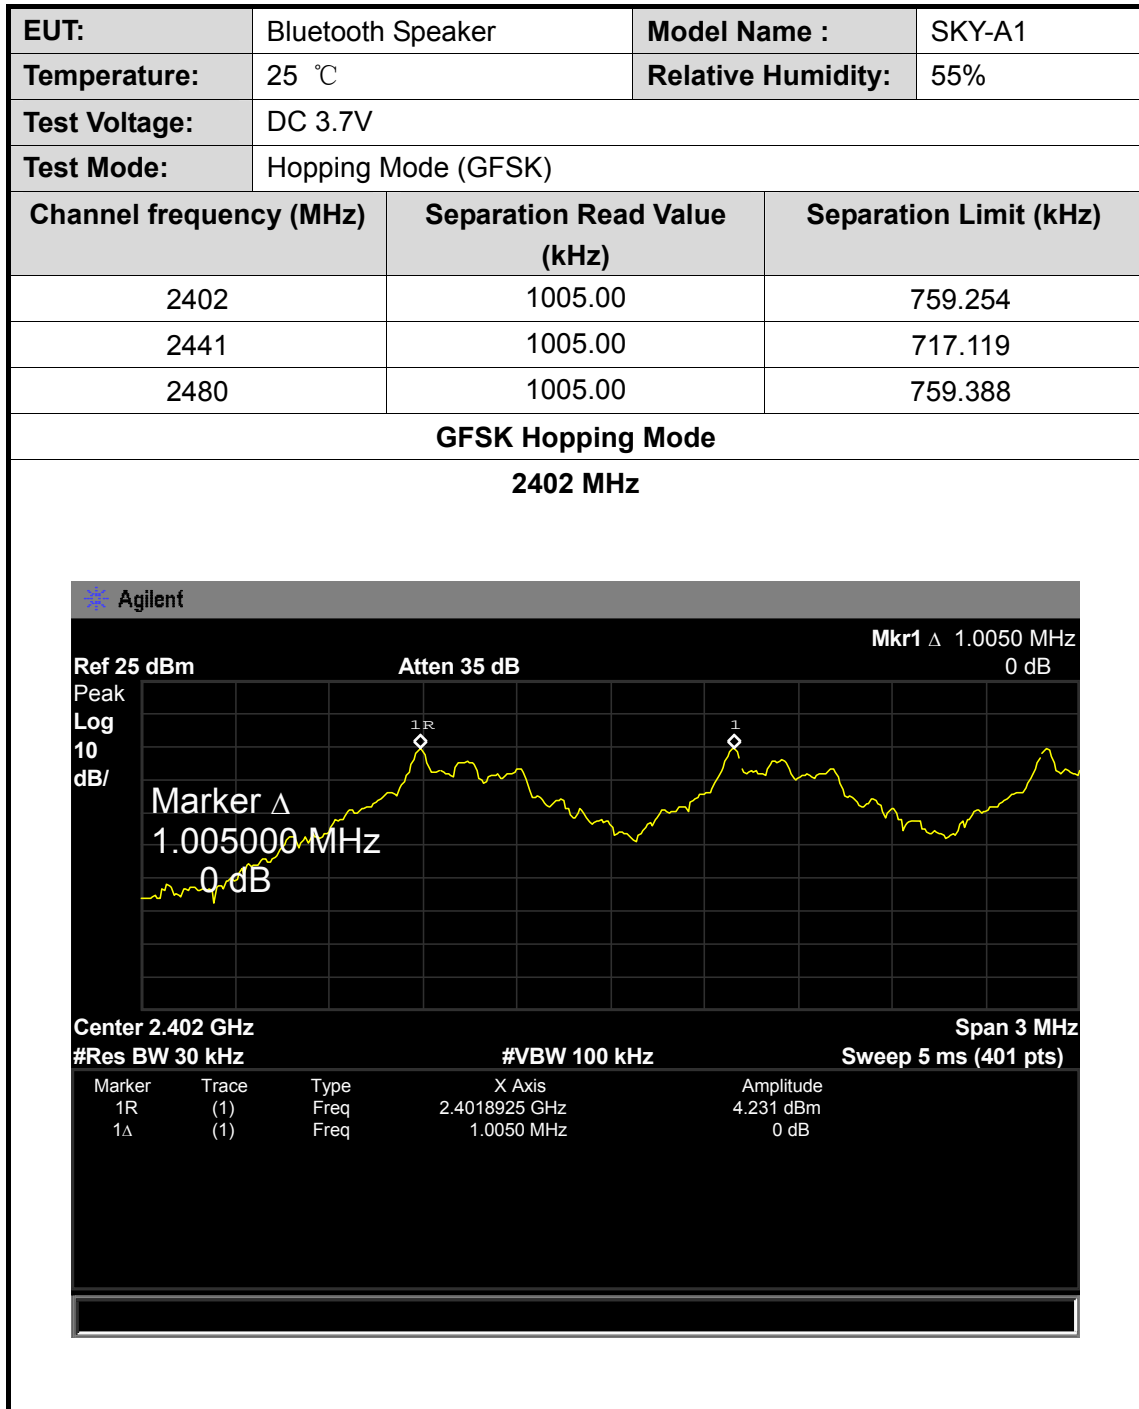 EUT: Bluetooth Speaker Model Name : SKY-A1
Temperature: 25 ℃ Relative Humidity: 55%
Test Voltage: DC 3.7V
Test Mode: Hopping Mode (GFSK)
Channel frequency (MHz) Separation Read Value (kHz) Separation Limit (kHz)
2402 1005.00 759.254
2441 1005.00 717.119
2480 1005.00 759.388
GFSK Hopping Mode
2402 MHz
Agilent
Mkr1 Δ 1.0050 MHz
Ref 25 dBm Atten 35 dB 0 dB
Peak
Log
10
dB/
1R 1
Marker Δ
1.005000 MHz
0 dB
Center 2.402 GHz Span 3 MHz
#Res BW 30 kHz #VBW 100 kHz Sweep 5 ms (401 pts)
Marker Trace Type X Axis Amplitude
1R (1) Freq 2.4018925 GHz 4.231 dBm
1Δ (1) Freq 1.0050 MHz 0 dB